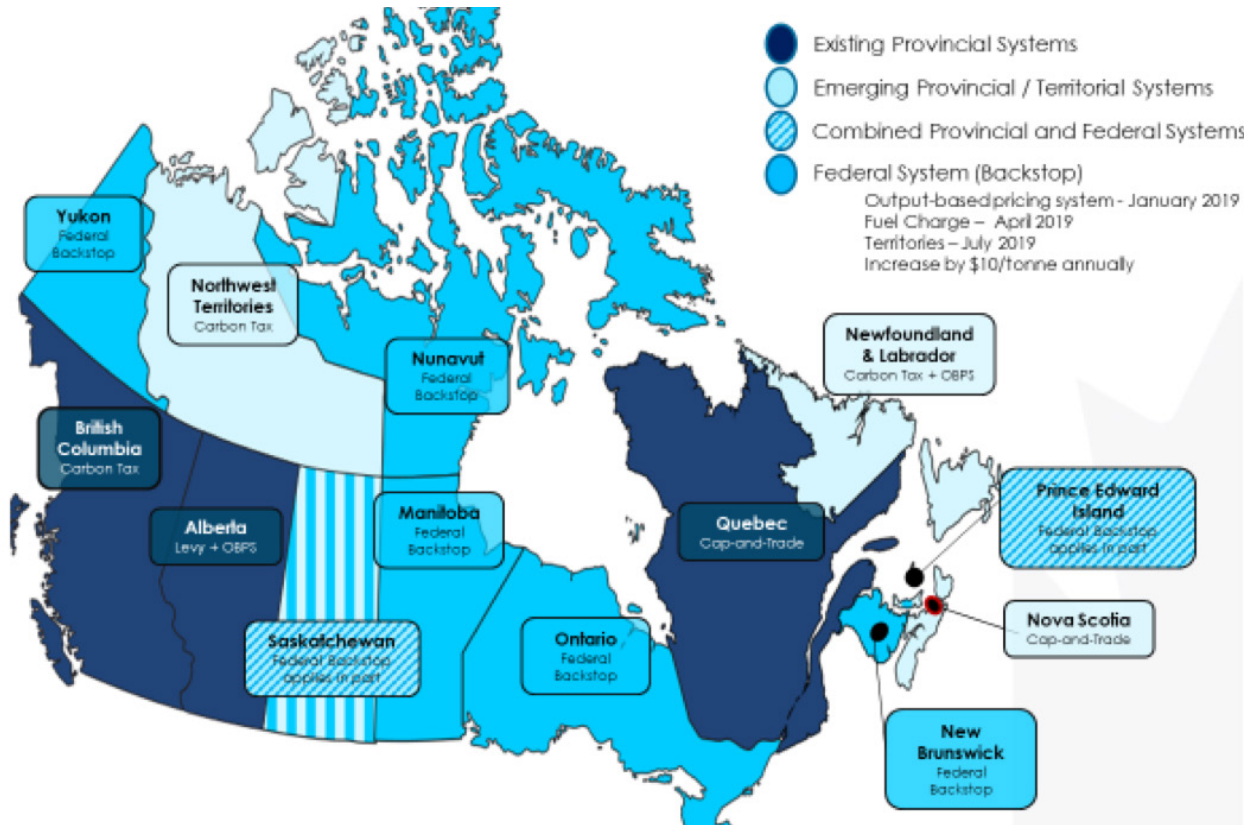 Existing Provincial Systems
Emerging Provincial / Territorial Systems
Combined Provincial and Federal Systems
Federal System (Backstop)
Output-based pricing system - January 2019
Fuel Charge – April 2019
Territories – July 2019
Increase by $10/tonne annually
Yukon
Federal
Backstop
Northwest
Territories
Carbon Tax
Nunavut
Federal
Backstop
Newfoundland
& Labrador
Carbon Tax + OBPS
British
Columbia
Carbon Tax
Alberta
Levy + OBPS
Manitoba
Federal
Backstop
Quebec
Cap-and-Trade
Prince Edward
Island
Federal Backstop
applies in part
Saskatchewan
Federal Backstop
applies in part
Ontario
Federal
Backstop
Nova Scotia
Cap-and-Trade
New
Brunswick
Federal
Backstop